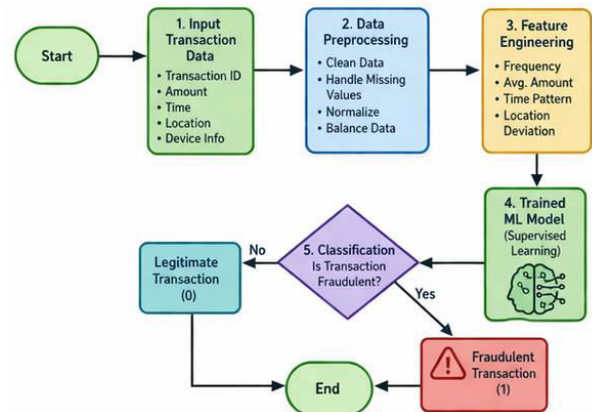 Start
1. Input
Transaction
Data
• Transaction ID
• Amount
• Time
• Location
• Device Info
2. Data
Preprocessing
• Clean Data
• Handle Missing
Values
• Normalize
• Balance Data
3. Feature
Engineering
• Frequency
• Avg. Amount
• Time Pattern
• Location
Deviation
4. Trained
ML Model
(Supervised
Learning)
5. Classification
Is Transaction
Fraudulent?
No
Yes
Legitimate
Transaction
(0)
Fraudulent
Transaction
(1)
End